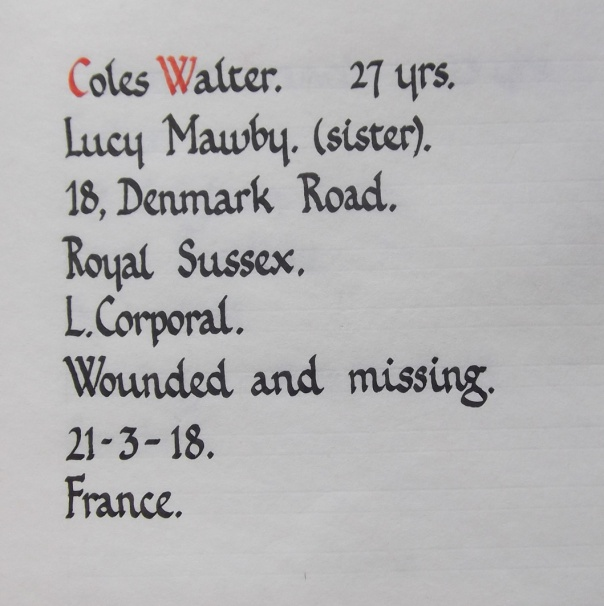 Coles Walter. 27 yrs.
Lucy Mawby. (sister).
18, Denmark Road.
Royal Sussex.
L.Corporal.
Wounded and missing.
21-3-18.
France.